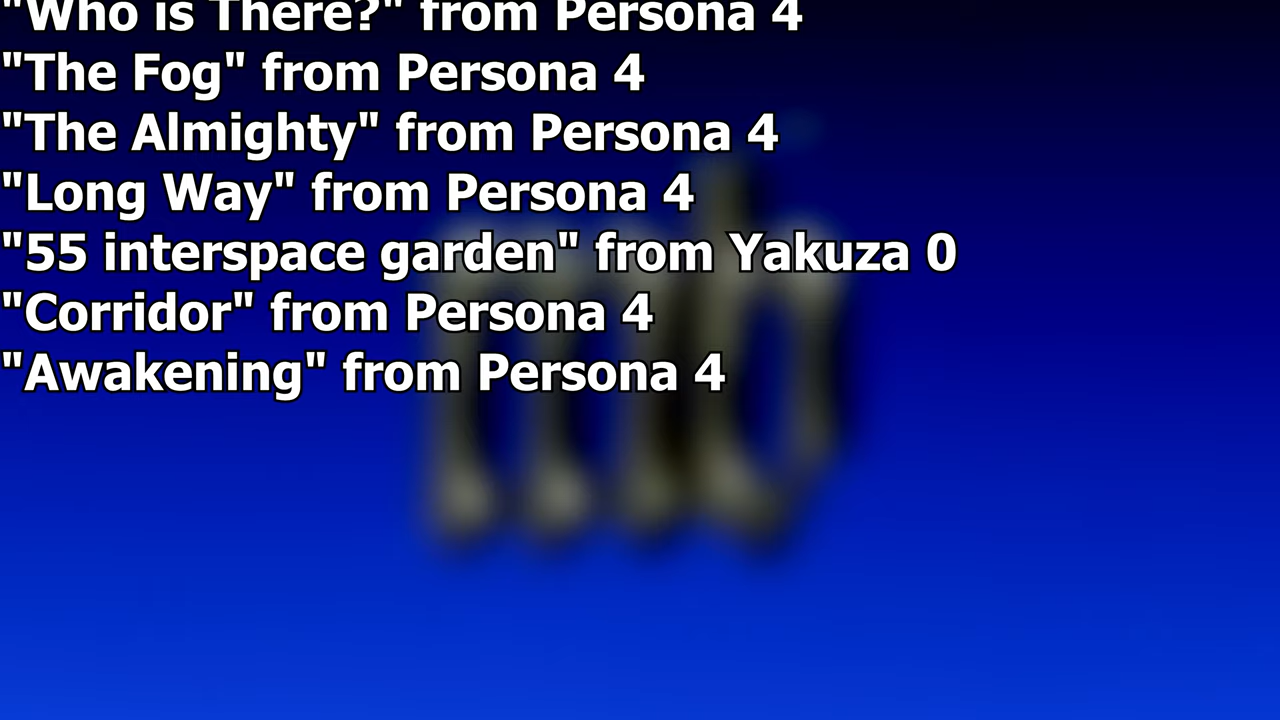 "Who is There?" from Persona 4
"The Fog" from Persona 4
"The Almighty" from Persona 4
"Long Way" from Persona 4
"55 interspace garden" from Yakuza 0
"Corridor" from Persona 4
"Awakening" from Persona 4